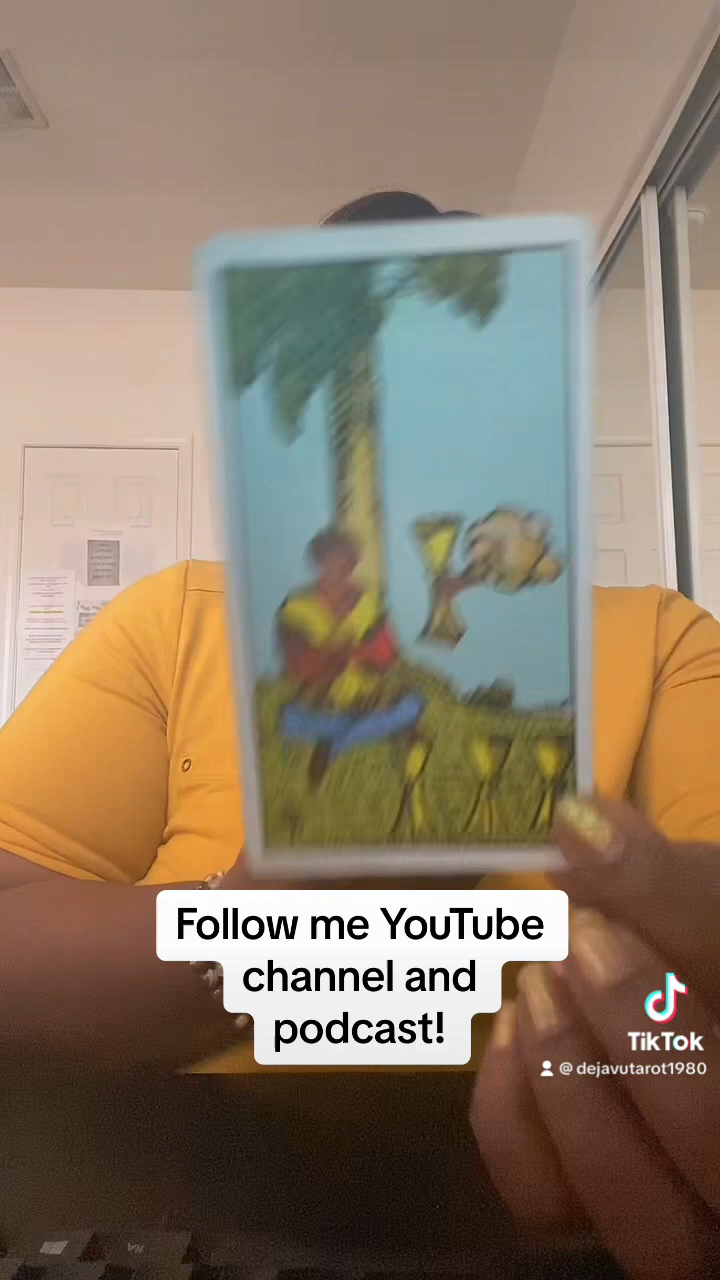 Follow me YouTube
channel and
podcast!
TikTok
@dejavutarot1980